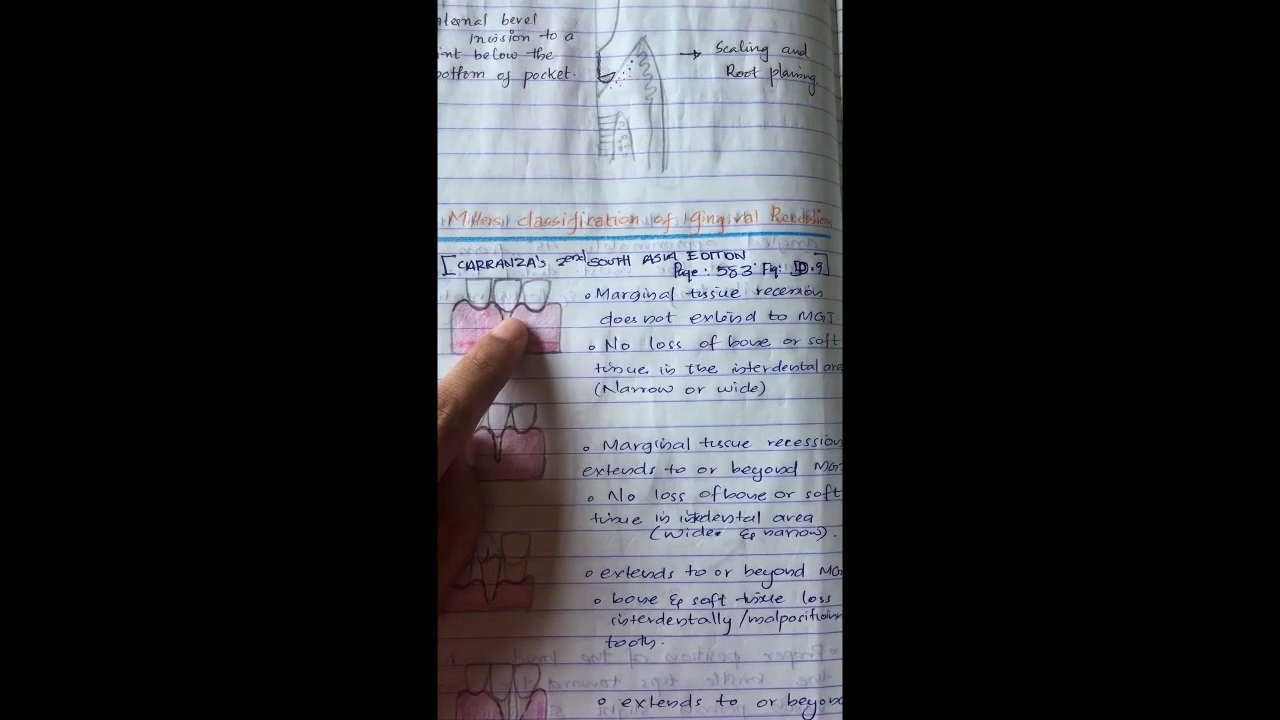 ternal bevel
incision to a
int below the
bottom of pocket.
→ Scaling and
Root planing.
Millers classification of Gingival Recession
[CARRANZA'S 2nd SOUTH ASIA EDITION
Page: 583 Fig: D.9]
Marginal tissue recession
does not extend to MGJ
No loss of bone or soft
tissue in the interdental are
(Narrow or wide)
Marginal tissue recession
extends to or beyond MG
No loss of bone or soft
tissue in interdental area
(wide & narrow).
extends to or beyond MG
bone & soft tissue loss
interdentally / malposition
tooth.
extends to or beyond